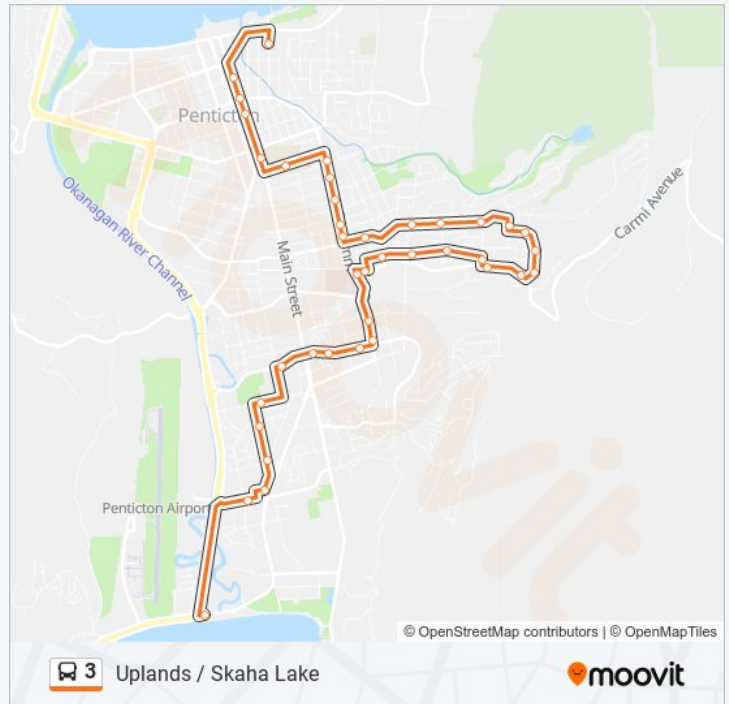 Penticton
Carmi Avenue
Okanagan River Channel
Main Street
Penticton Airport
© OpenStreetMap contributors | © OpenMapTiles
3 Uplands / Skaha Lake
moovit